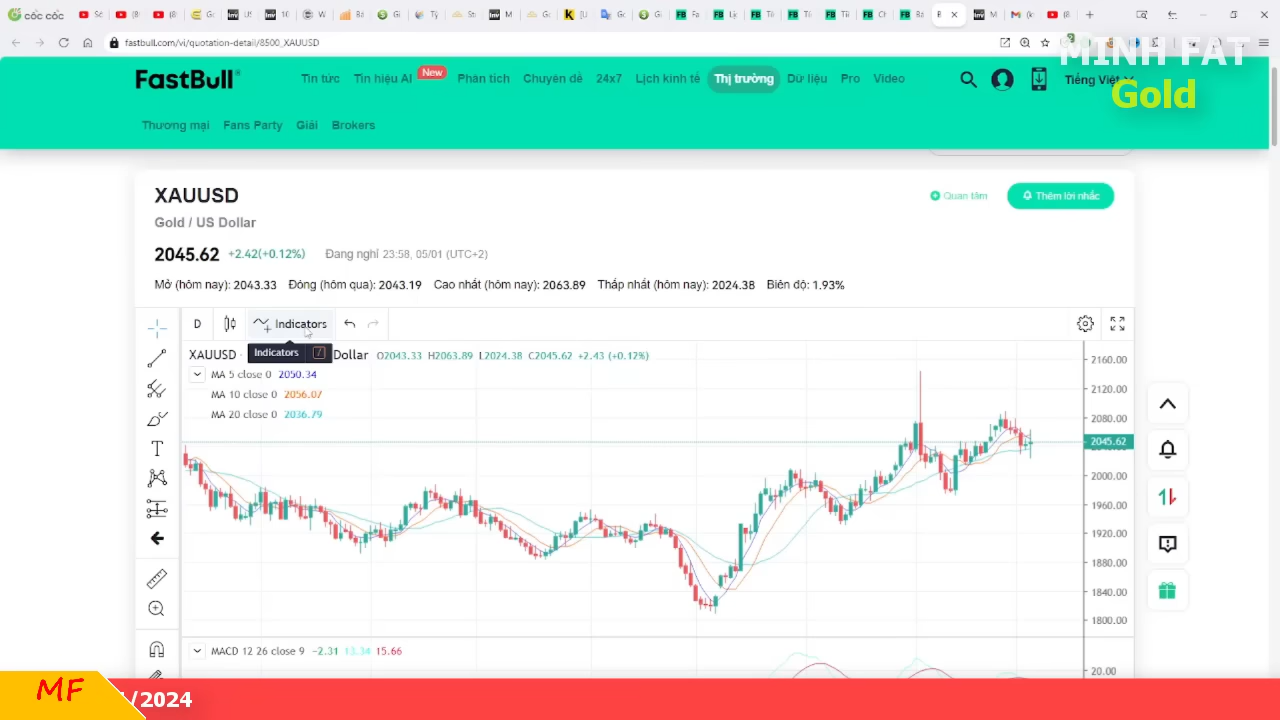 cốc cốc
fastbull.com/vi/quotation-detail/8500_XAUUSD
MINH FAT
Gold
FastBull
Tin tức
Tín hiệu AI
New
Phân tích
Chuyên đề
24x7
Lịch kinh tế
Thị trường
Dữ liệu
Pro
Video
Tiếng Việt
Thương mại
Fans Party
Giải
Brokers
XAUUSD
Quan tâm
Thêm lời nhắc
Gold / US Dollar
2045.62 +2.42(+0.12%) Đang nghỉ 23:58, 05/01 (UTC+2)
Mở (hôm nay): 2043.33 Đóng (hôm qua): 2043.19 Cao nhất (hôm nay): 2063.89 Thấp nhất (hôm nay): 2024.38 Biên độ: 1.93%
D
Indicators
Indicators /
XAUUSD · Dollar O2043.33 H2063.89 L2024.38 C2045.62 +2.43 (+0.12%)
MA 5 close 0 2050.34
MA 10 close 0 2056.07
MA 20 close 0 2036.79
2160.00
2120.00
2080.00
2045.62
2000.00
1960.00
1920.00
1880.00
1840.00
1800.00
MACD 12 26 close 9 −2.31 13.34 15.66
20.00
MF
1/2024